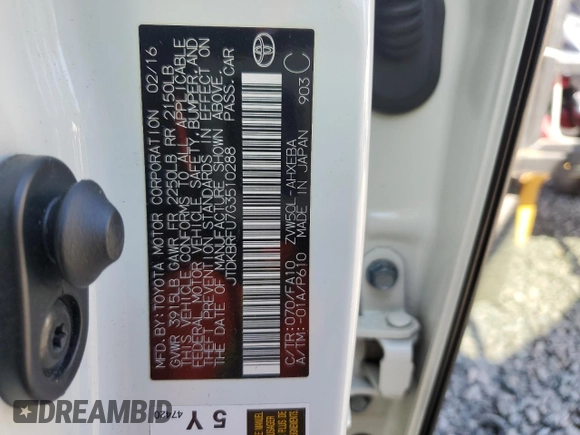 MFD. BY: TOYOTA MOTOR CORPORATION 02/16
GVWR 3915LB GAWR FR 2250LB RR 2150LB
THIS VEHICLE CONFORMS TO ALL APPLICABLE
FEDERAL MOTOR VEHICLE SAFETY, BUMPER, AND
THEFT PREVENTION STANDARDS IN EFFECT ON
THE DATE OF MANUFACTURE SHOWN ABOVE.
JTDKBRFU7G3510288 PASS. CAR
C/TR: 070/FA10 ZVW50L-AHXEBA
A/TM: -01A/P610 MADE IN JAPAN 903 C
5 Y
47420
DREAMBID